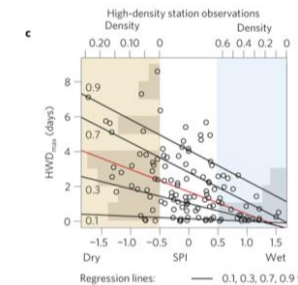 High-density station observations
c
Density Density
0.20 0.10 0 0.6 0.4 0.2 0
HWDmax (days)
8
6
4
2
0
0.9
0.7
0.3
0.1
−1.5 −1.0 −0.5 0 0.5 1.0 1.5
Dry SPI Wet
Regression lines: — 0.1, 0.3, 0.7, 0.9